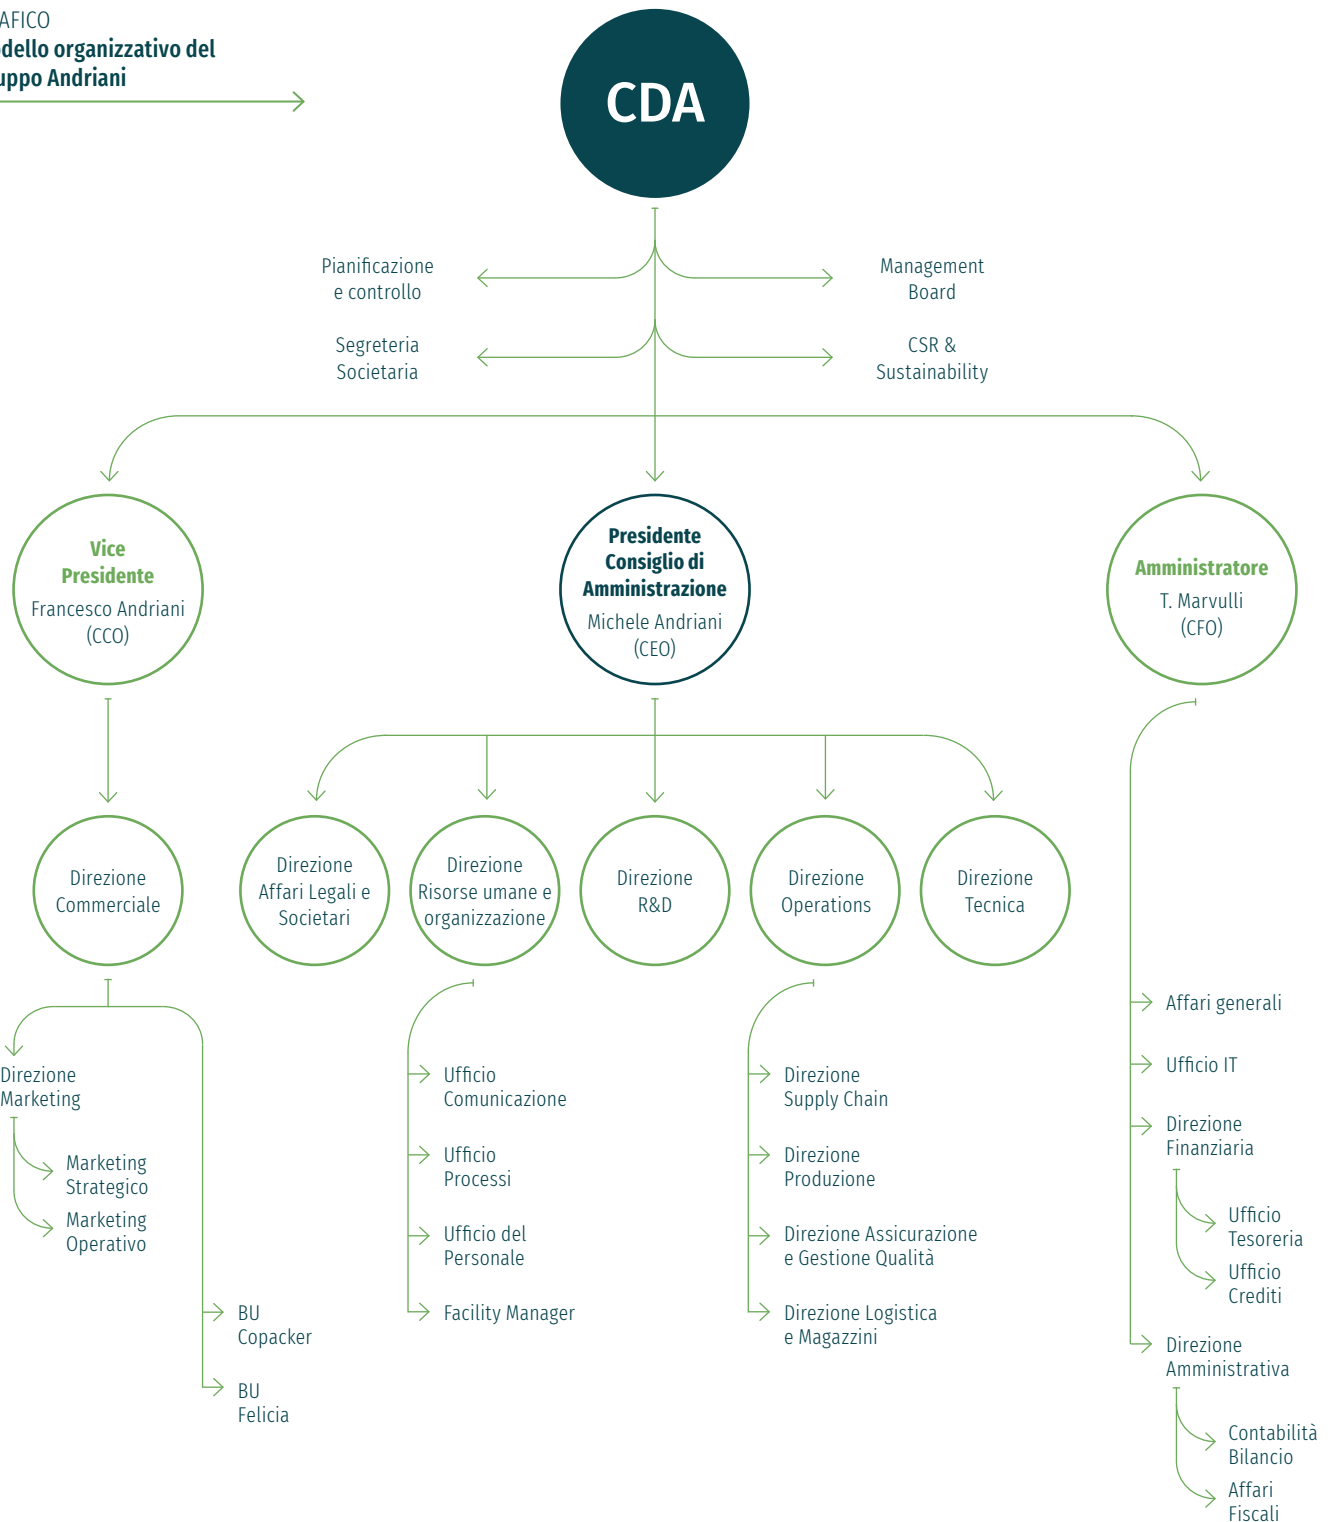 AFICO
dello organizzativo del
uppo Andriani
CDA
Pianificazione
e controllo
Management
Board
Segreteria
Societaria
CSR &
Sustainability
Vice
Presidente
Francesco Andriani
(CCO)
Presidente
Consiglio di
Amministrazione
Michele Andriani
(CEO)
Amministratore
T. Marvulli
(CFO)
Direzione
Commerciale
Direzione
Affari Legali e
Societari
Direzione
Risorse umane e
organizzazione
Direzione
R&D
Direzione
Operations
Direzione
Tecnica
Direzione
Marketing
Marketing
Strategico
Marketing
Operativo
BU
Copacker
BU
Felicia
Ufficio
Comunicazione
Ufficio
Processi
Ufficio del
Personale
Facility Manager
Direzione
Supply Chain
Direzione
Produzione
Direzione Assicurazione
e Gestione Qualità
Direzione Logistica
e Magazzini
Affari generali
Ufficio IT
Direzione
Finanziaria
Ufficio
Tesoreria
Ufficio
Crediti
Direzione
Amministrativa
Contabilità
Bilancio
Affari
Fiscali